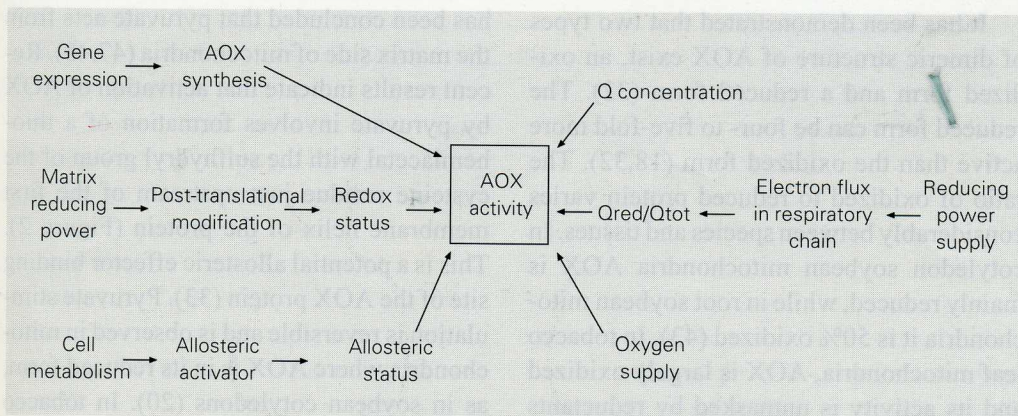 Gene
expression
AOX
synthesis
Q concentration
Matrix
reducing
power
Post-translational
modification
Redox
status
AOX
activity
Qred/Qtot
Electron flux
in respiratory
chain
Reducing
power
supply
Cell
metabolism
Allosteric
activator
Allosteric
status
Oxygen
supply